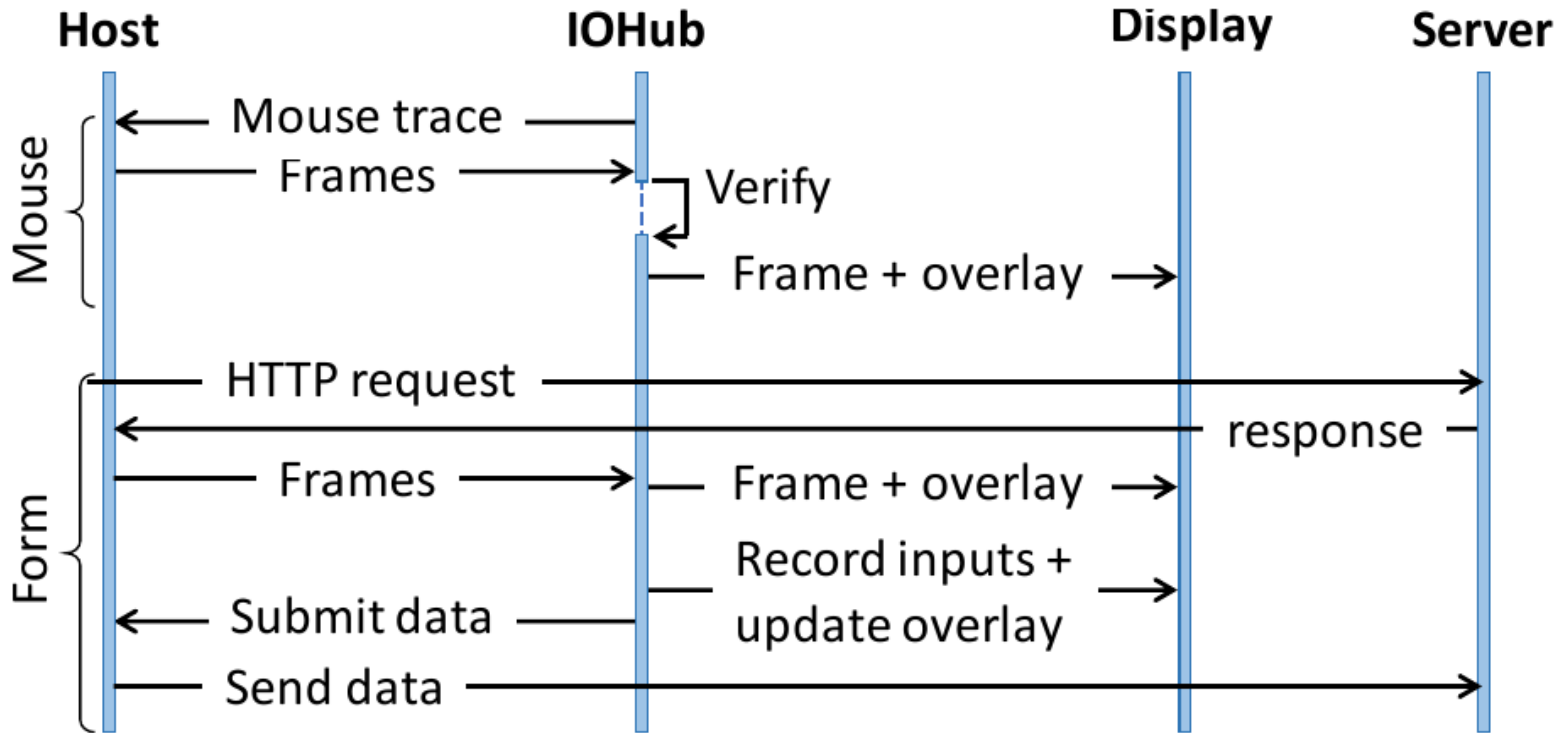 Host
IOHub
Display
Server
Mouse
Mouse trace
Frames
Verify
Frame + overlay
Form
HTTP request
response
Frames
Frame + overlay
Record inputs +
update overlay
Submit data
Send data